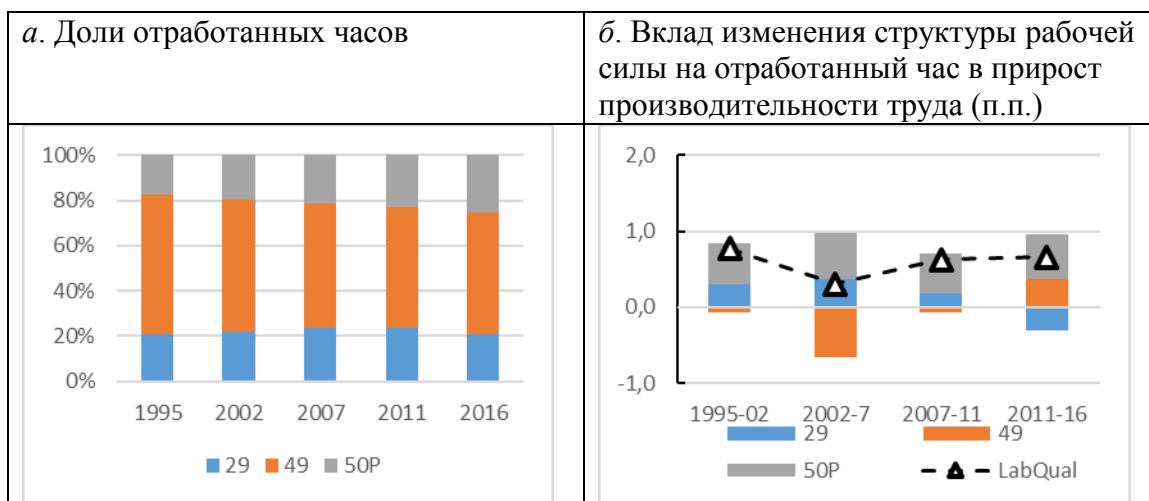 а. Доли отработанных часов
б. Вклад изменения структуры рабочей
силы на отработанный час в прирост
производительности труда (п.п.)
100%
80%
60%
40%
20%
0%
1995 2002 2007 2011 2016
29 49 50P
2,0
1,0
0,0
-1,0
1995-02 2002-7 2007-11 2011-16
29 49
50P LabQual